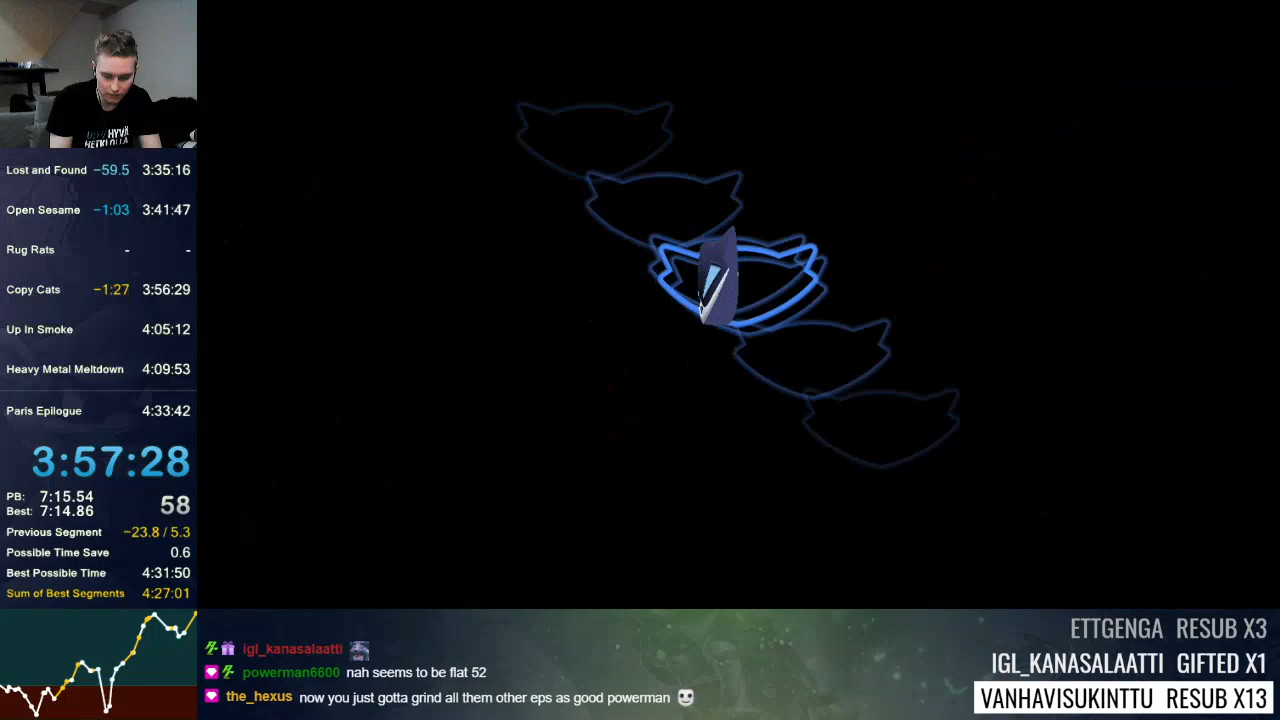 HYVÄ
HETKI OLLA
Lost and Found −59.5 3:35:16
Open Sesame −1:03 3:41:47
Rug Rats - -
Copy Cats −1:27 3:56:29
Up In Smoke 4:05:12
Heavy Metal Meltdown 4:09:53
Paris Epilogue 4:33:42
3:57:28
PB: 7:15.54
Best: 7:14.86
58
Previous Segment −23.8 / 5.3
Possible Time Save 0.6
Best Possible Time 4:31:50
Sum of Best Segments 4:27:01
igl_kanasalaatti
powerman6600 nah seems to be flat 52
the_hexus now you just gotta grind all them other eps as good powerman
ETTGENGA RESUB X3
IGL_KANASALAATTI GIFTED X1
VANHAVISUKINTTU RESUB X13